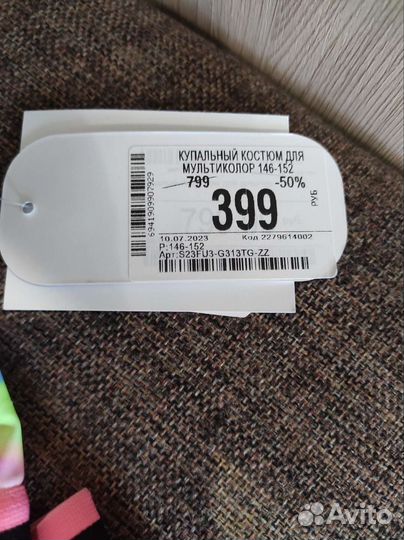 КУПАЛЬНЫЙ КОСТЮМ ДЛЯ
МУЛЬТИКОЛОР 146-152
799 -50%
399 РУБ
10.07.2023 Код:2279614002
Р:146-152
Арт:S23FU3-G313TG-ZZ
6941909907929
Avito